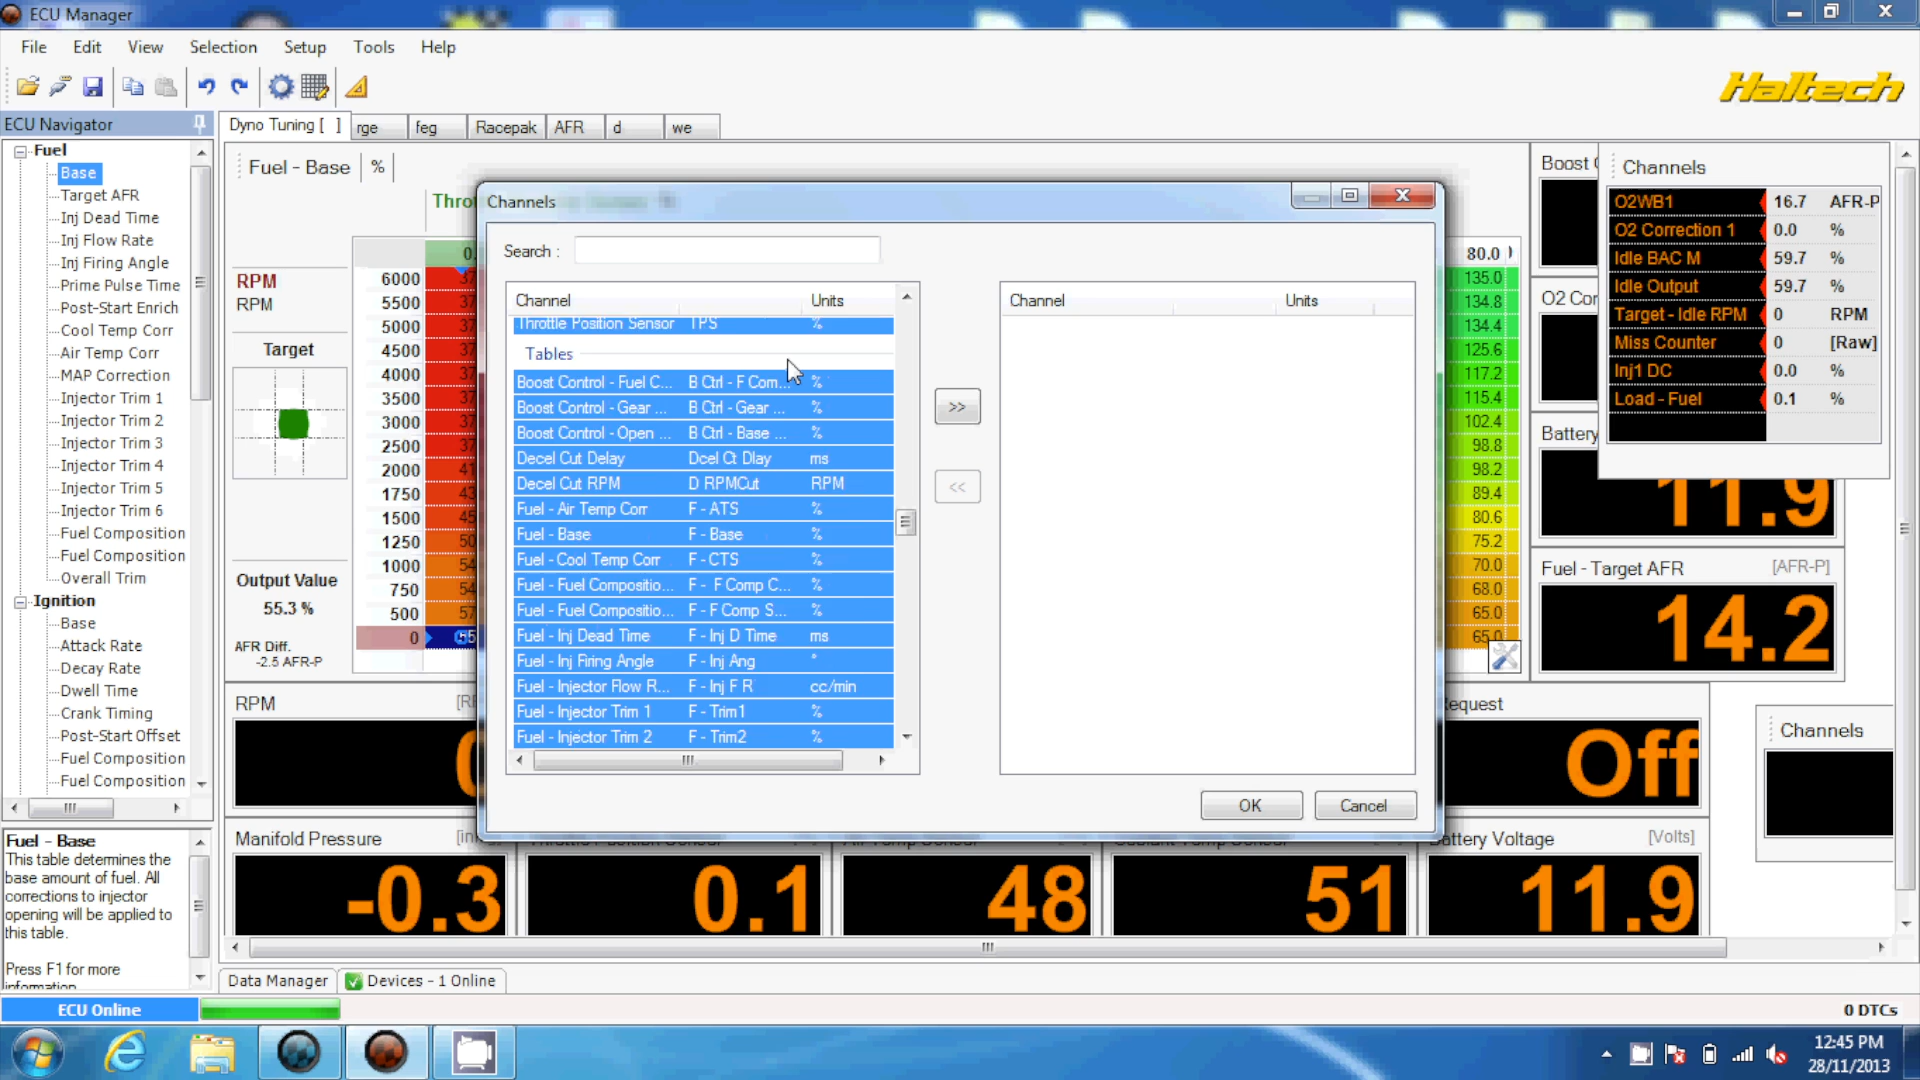 ECU Manager
File Edit View Selection Setup Tools Help
Haltech
ECU Navigator
Fuel
Base
Target AFR
Inj Dead Time
Inj Flow Rate
Inj Firing Angle
Prime Pulse Time
Post-Start Enrich
Cool Temp Corr
Air Temp Corr
MAP Correction
Injector Trim 1
Injector Trim 2
Injector Trim 3
Injector Trim 4
Injector Trim 5
Injector Trim 6
Fuel Composition
Fuel Composition
Overall Trim
Ignition
Base
Attack Rate
Decay Rate
Dwell Time
Crank Timing
Post-Start Offset
Fuel Composition
Fuel Composition
Fuel - Base
This table determines the
base amount of fuel. All
corrections to injector
opening will be applied to
this table.
Press F1 for more
information.
Dyno Tuning [ ] rge feg Racepak AFR d we
Fuel - Base %
RPM
RPM
Target
Output Value
55.3 %
AFR Diff.
-2.5 AFR-P
6000
5500
5000
4500
4000
3500
3000
2500
2000
1750
1500
1250
1000
750
500
0
Channels
Search :
Channel Units
Throttle Position Sensor TPS %
Tables
Boost Control - Fuel C... B Ctrl - F Com... %
Boost Control - Gear ... B Ctrl - Gear ... %
Boost Control - Open ... B Ctrl - Base ... %
Decel Cut Delay Dcel Ct Dlay ms
Decel Cut RPM D RPMCut RPM
Fuel - Air Temp Corr F - ATS %
Fuel - Base F - Base %
Fuel - Cool Temp Corr F - CTS %
Fuel - Fuel Compositio... F - F Comp C... %
Fuel - Fuel Compositio... F - F Comp S... %
Fuel - Inj Dead Time F - Inj D Time ms
Fuel - Inj Firing Angle F - Inj Ang °
Fuel - Injector Flow R... F - Inj F R cc/min
Fuel - Injector Trim 1 F - Trim1 %
Fuel - Injector Trim 2 F - Trim2 %
>>
<<
Channel Units
OK Cancel
80.0
135.0
134.8
134.4
125.6
117.2
115.4
102.4
98.8
98.2
89.4
80.6
75.2
70.0
68.0
65.0
65.0
Channels
O2WB1 16.7 AFR-P
O2 Correction 1 0.0 %
Idle BAC M 59.7 %
Idle Output 59.7 %
Target - Idle RPM 0 RPM
Miss Counter 0 [Raw]
Inj1 DC 0.0 %
Load - Fuel 0.1 %
Boost
O2 Cor
Battery
11.9
Fuel - Target AFR [AFR-P]
14.2
RPM
Off
Channels
Manifold Pressure
-0.3
Throttle Position Sensor
0.1
Air Temp Sensor
48
Coolant Temp Sensor
51
Battery Voltage [Volts]
11.9
Data Manager Devices - 1 Online
ECU Online
0 DTCs
12:45 PM
28/11/2013